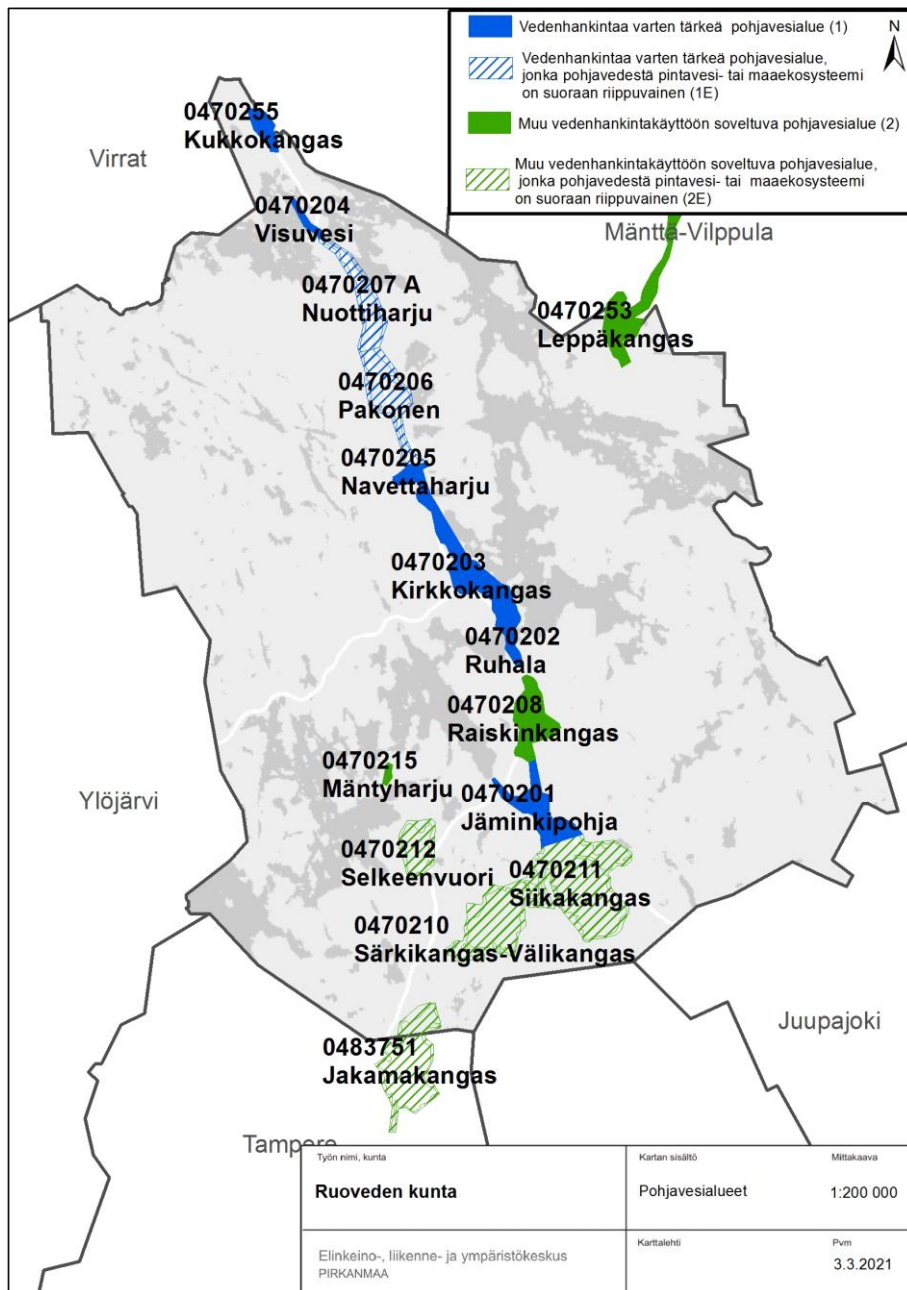 Vedenhankintaa varten tärkeä pohjavesialue (1)
Vedenhankintaa varten tärkeä pohjavesialue,
jonka pohjavedestä pintavesi- tai maaekosysteemi
on suoraan riippuvainen (1E)
Muu vedenhankintakäyttöön soveltuva pohjavesialue (2)
Muu vedenhankintakäyttöön soveltuva pohjavesialue,
jonka pohjavedestä pintavesi- tai maaekosysteemi
on suoraan riippuvainen (2E)
N
0470255
Kukkokangas
Virrat
0470204
Visuvesi
Mänttä-Vilppula
0470207 A
Nuottiharju
0470253
Leppäkangas
0470206
Pakonen
0470205
Navettaharju
0470203
Kirkkokangas
0470202
Ruhala
0470208
Raiskinkangas
0470215
Mäntyharju
Ylöjärvi
0470201
Jäminkipohja
0470212
Selkeenvuori
0470211
Siikakangas
0470210
Särkikangas-Välikangas
Juupajoki
0483751
Jakamakangas
Tampere
Työn nimi, kunta
Ruoveden kunta
Kartan sisältö
Pohjavesialueet
Mittakaava
1:200 000
Elinkeino-, liikenne- ja ympäristökeskus
PIRKANMAA
Karttalehti
Pvm
3.3.2021